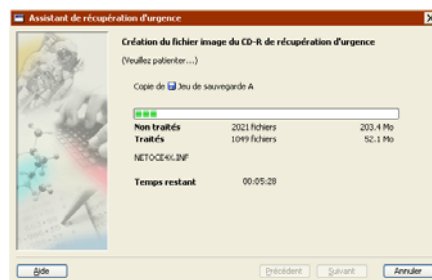 Assistant de récupération d'urgence
Création du fichier image du CD-R de récupération d'urgence
(Veuillez patienter...)
Copie de Jeu de sauvegarde A
Non traités 2021 fichiers 203.4 Mo
Traités 1049 fichiers 52.1 Mo
NETOCE4X.INF
Temps restant 00:05:28
Aide Précédent Suivant Annuler